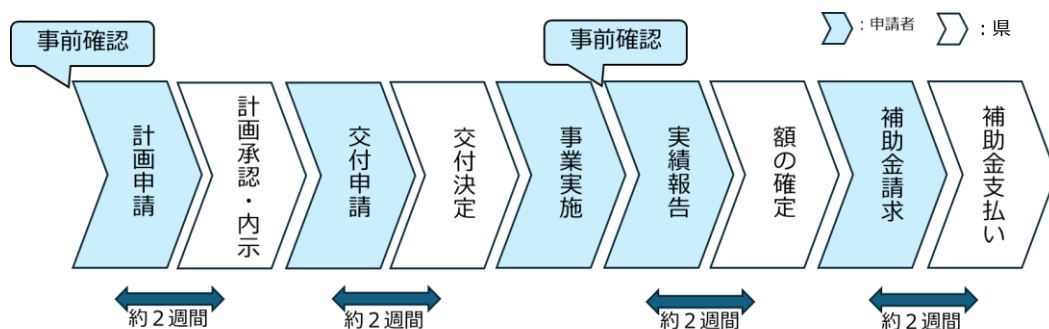 事前確認
事前確認
：申請者
：県
計画申請
計画承認・内示
交付申請
交付決定
事業実施
実績報告
額の確定
補助金請求
補助金支払い
約２週間
約２週間
約２週間
約２週間